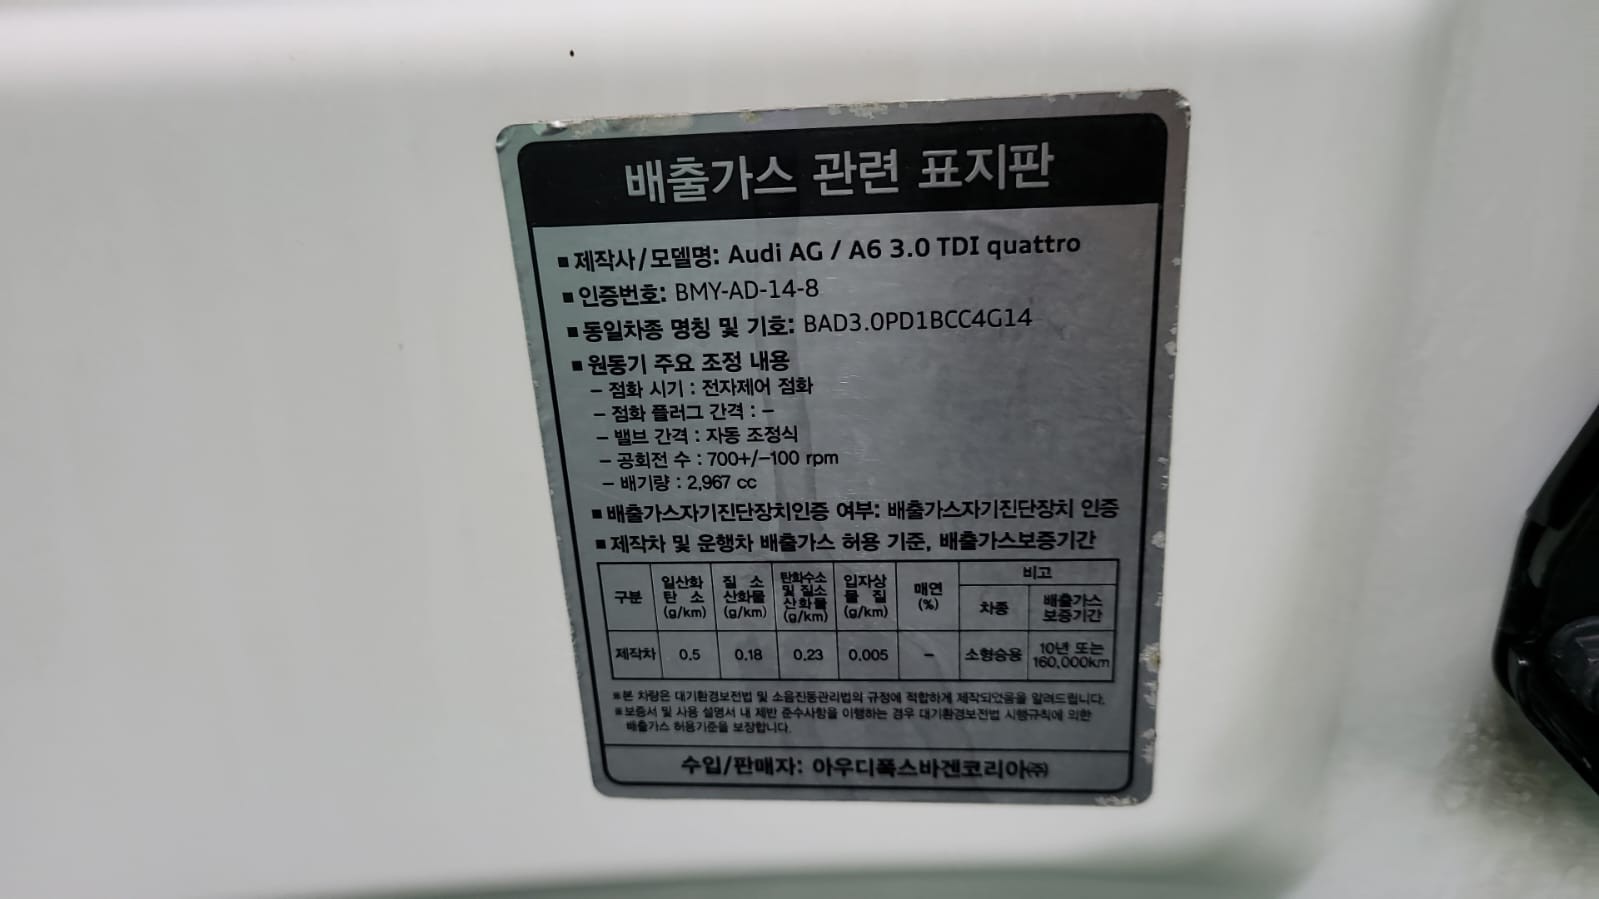 배출가스 관련 표지판
■ 제작사/모델명: Audi AG / A6 3.0 TDI quattro
■ 인증번호: BMY-AD-14-8
■ 동일차종 명칭 및 기호: BAD3.0PD1BCC4G14
■ 원동기 주요 조정 내용
– 점화 시기 : 전자제어 점화
– 점화 플러그 간격 : –
– 밸브 간격 : 자동 조정식
– 공회전 수 : 700+/–100 rpm
– 배기량 : 2,967 cc
■ 배출가스자기진단장치인증 여부: 배출가스자기진단장치 인증
■ 제작차 및 운행차 배출가스 허용 기준, 배출가스보증기간
구분 일산화탄소 (g/km) 질소산화물 (g/km) 탄화수소 및 질소산화물 (g/km) 입자상물질 (g/km) 매연 (%) 비고
차종 배출가스 보증기간
제작차 0.5 0.18 0.23 0.005 – 소형승용 10년 또는 160,000km
※본 차량은 대기환경보전법 및 소음진동관리법의 규정에 적합하게 제작되었음을 알려드립니다.
※보증서 및 사용 설명서 내 제반 준수사항을 이행하는 경우 대기환경보전법 시행규칙에 의한
배출가스 허용기준을 보장합니다.
수입/판매자: 아우디폭스바겐코리아㈜